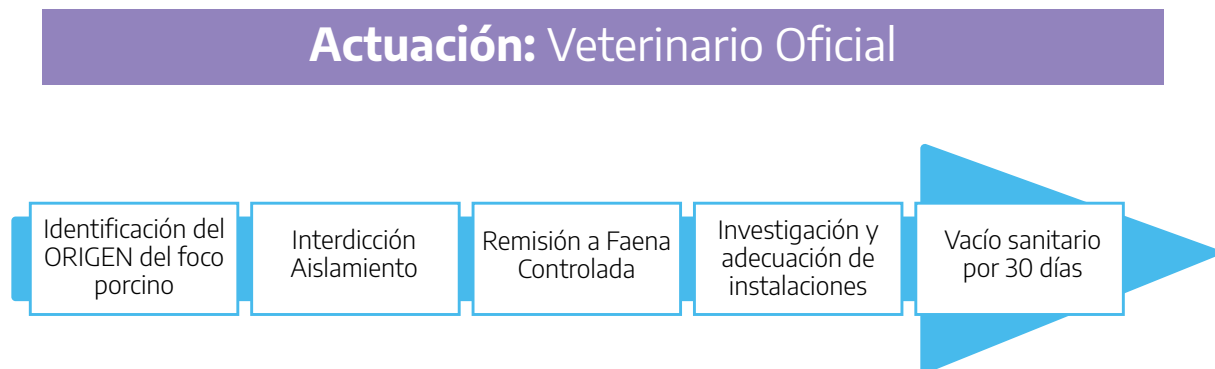 Actuación: Veterinario Oficial
Identificación del
ORIGEN del foco
porcino
Interdicción
Aislamiento
Remisión a Faena
Controlada
Investigación y
adecuación de
instalaciones
Vacío sanitario
por 30 días